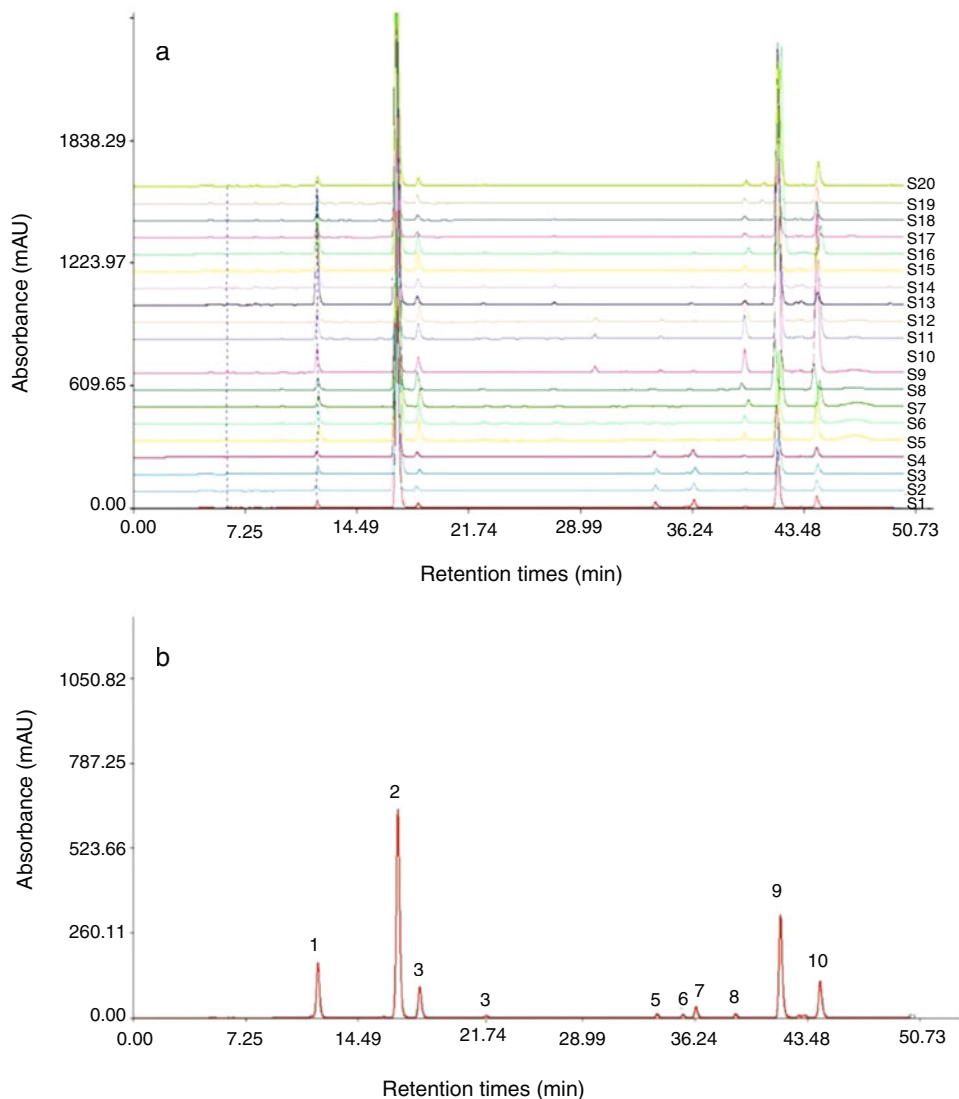 a
Absorbance (mAU)
1838.29
1223.97
609.65
0.00
S20
S19
S18
S17
S16
S15
S14
S13
S12
S11
S10
S9
S8
S7
S6
S5
S4
S3
S2
S1
0.00 7.25 14.49 21.74 28.99 36.24 43.48 50.73
Retention times (min)
b
Absorbance (mAU)
1050.82
787.25
523.66
260.11
0.00
1 2 3 3 5 6 7 8 9 10
0.00 7.25 14.49 21.74 28.99 36.24 43.48 50.73
Retention times (min)